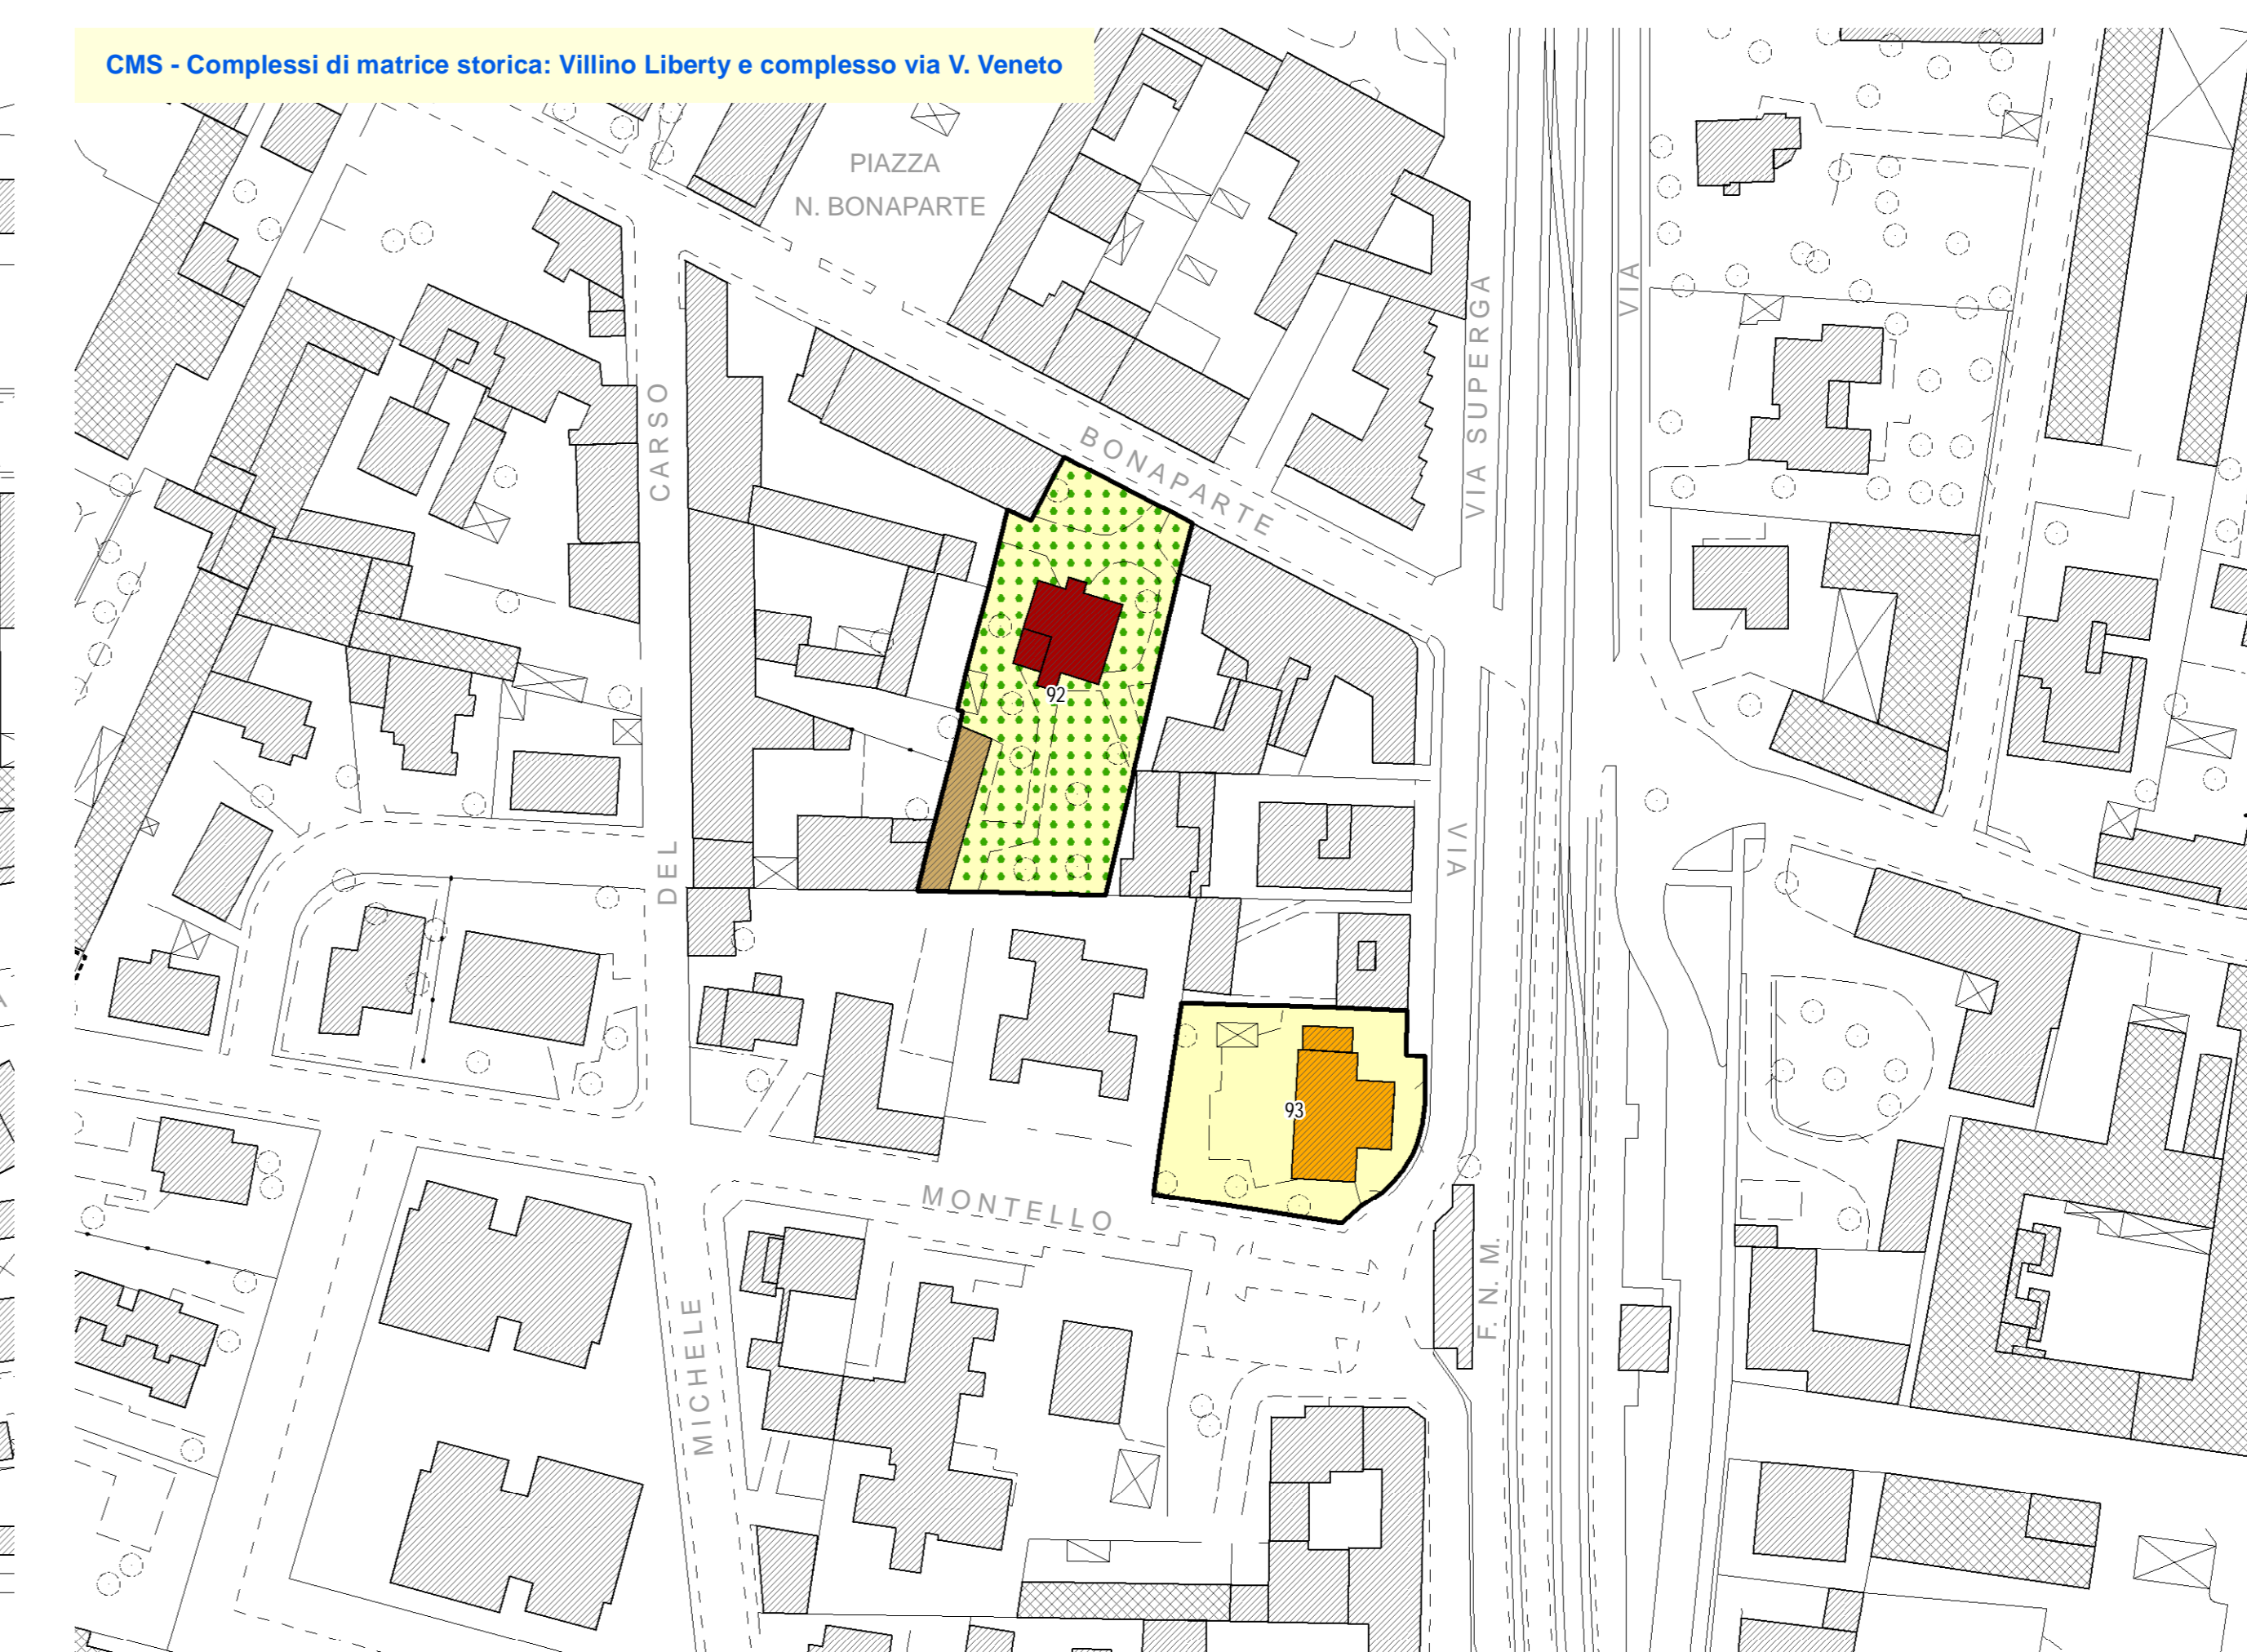 CMS - Complessi di matrice storica: Villino Liberty e complesso via V. Veneto
PIAZZA
N. BONAPARTE
BONAPARTE
VIA SUPERGA
VIA
CARSO
DEL
92
VIA
93
MONTELLO
MICHELE
F. N. M.